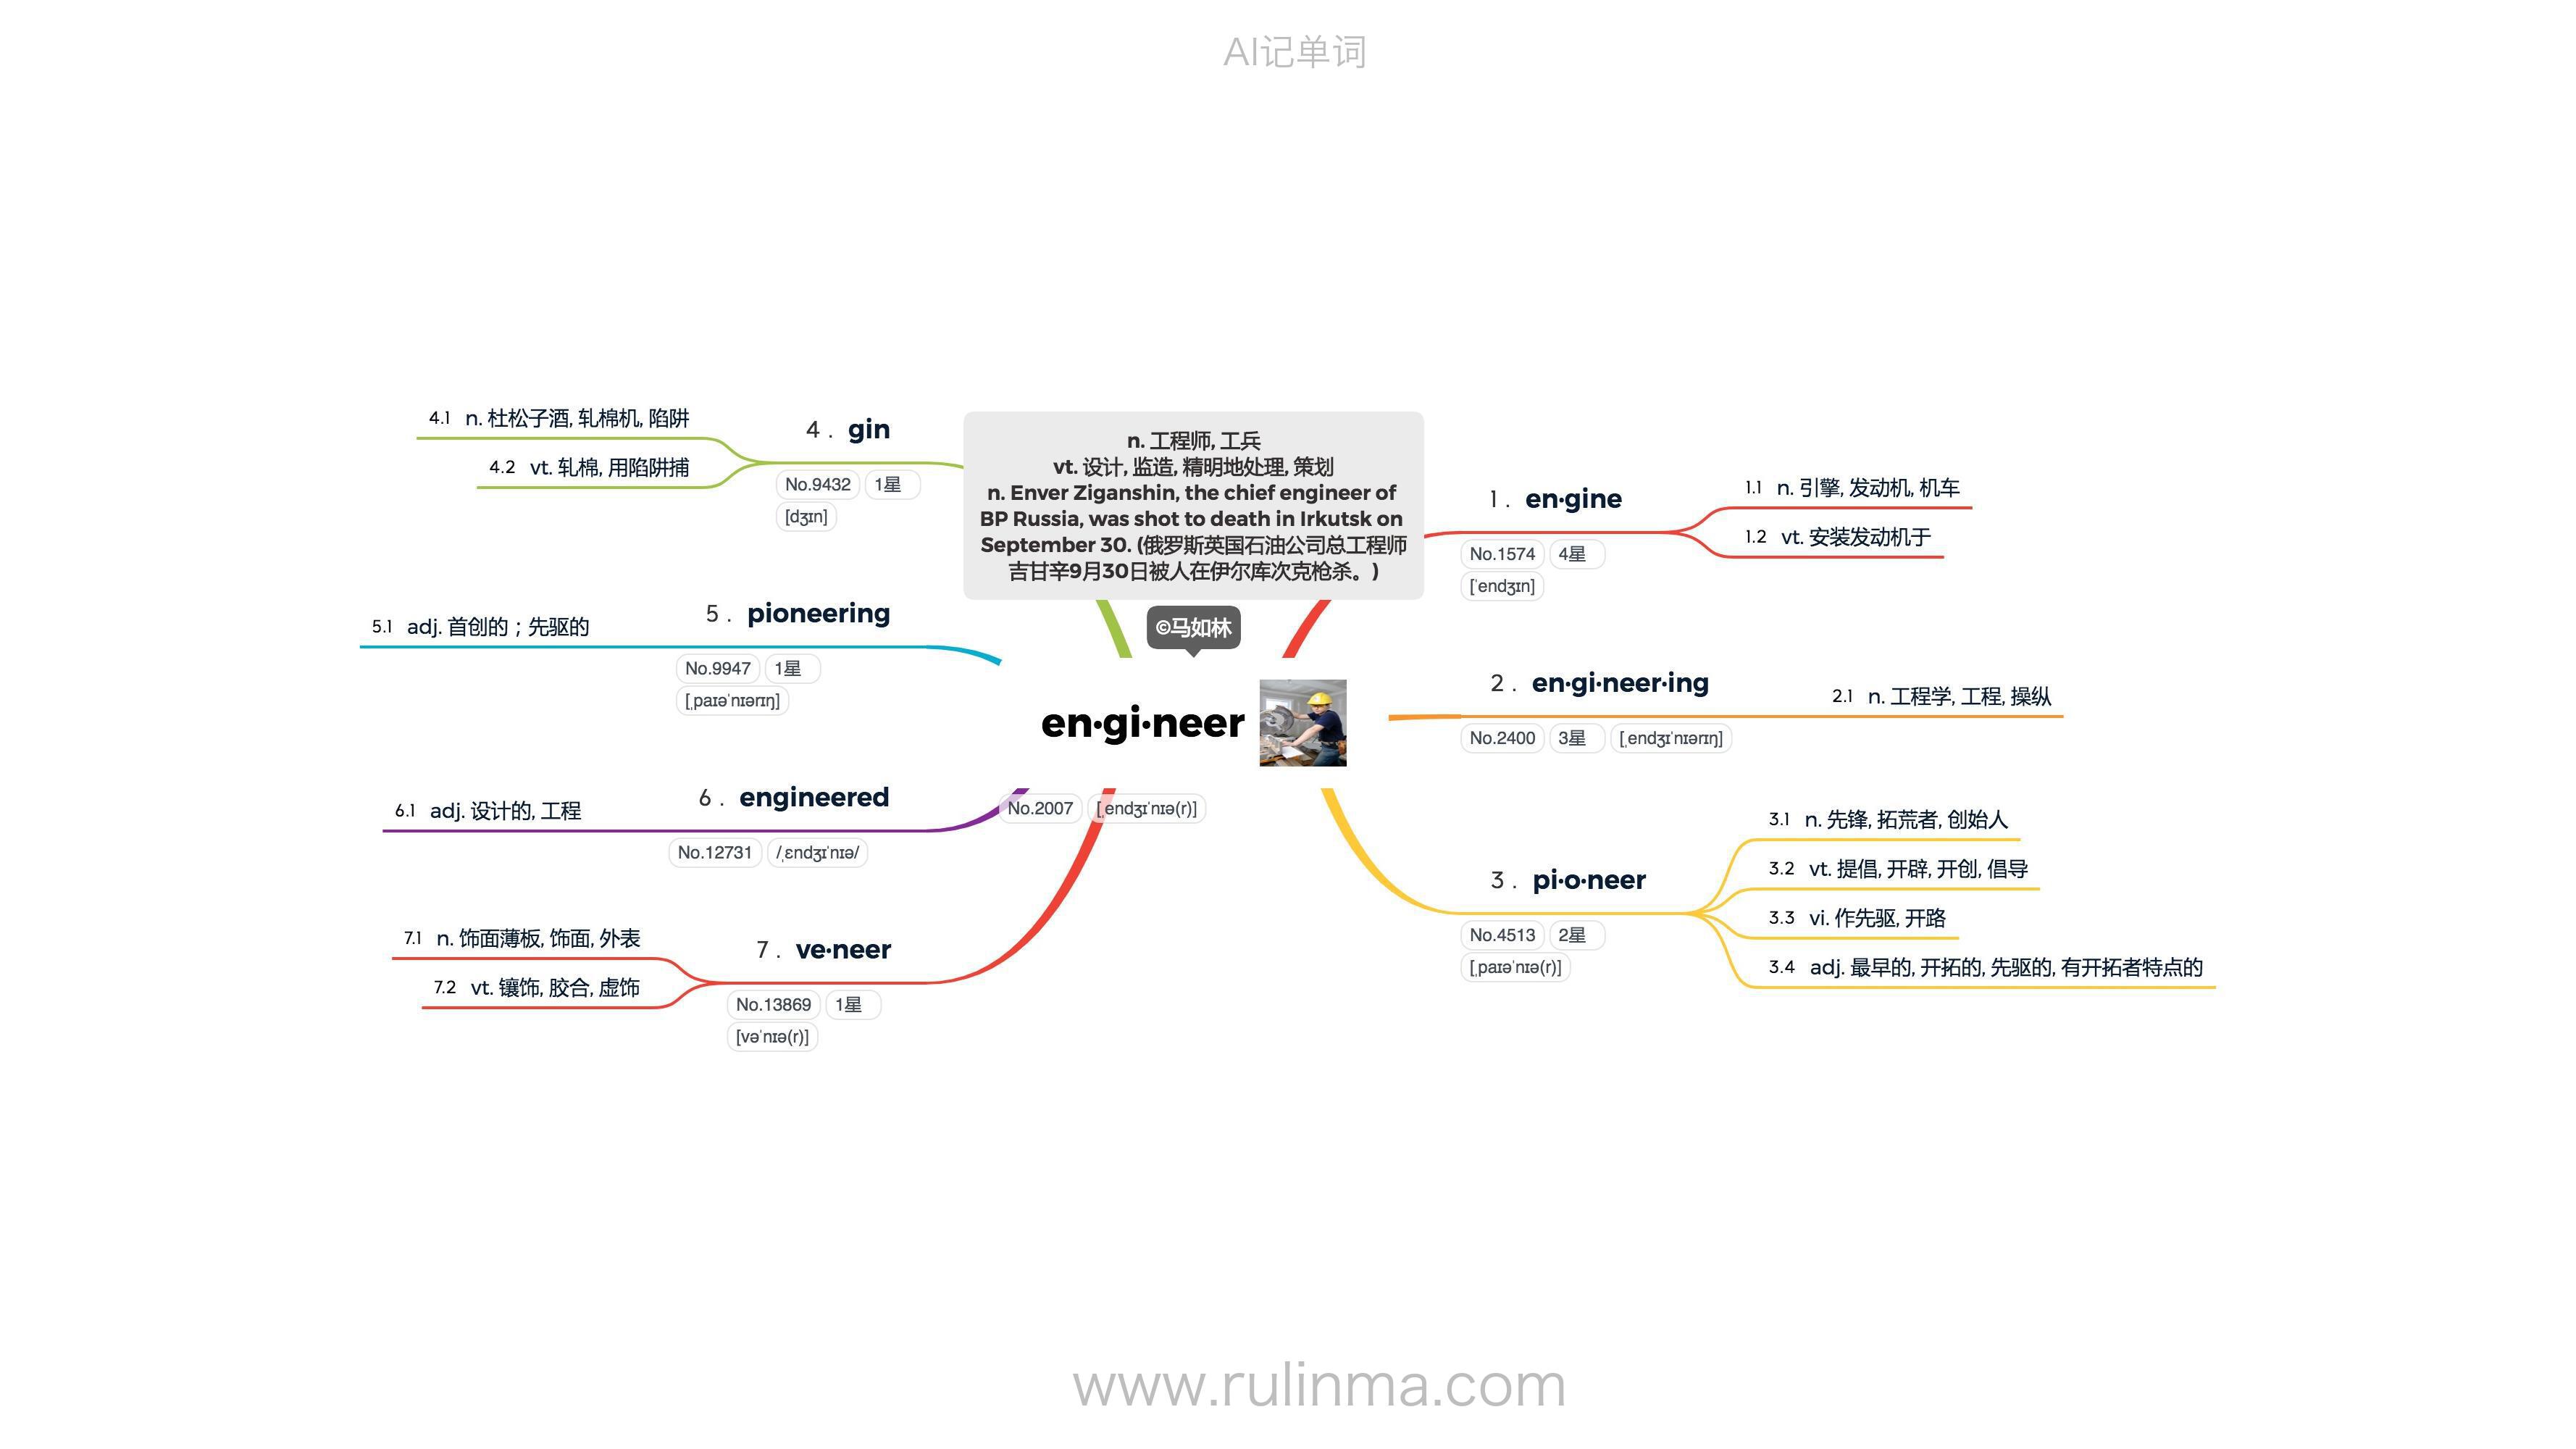 AI记单词
n. 工程师, 工兵
vt. 设计, 监造, 精明地处理, 策划
n. Enver Ziganshin, the chief engineer of
BP Russia, was shot to death in Irkutsk on
September 30. (俄罗斯英国石油公司总工程师
吉甘辛9月30日被人在伊尔库次克枪杀。)
©马如林
en·gi·neer
No.2007 [ˌendʒɪˈnɪə(r)]
1. en·gine
No.1574 4星
[ˈendʒɪn]
1.1 n. 引擎, 发动机, 机车
1.2 vt. 安装发动机于
2. en·gi·neer·ing
No.2400 3星 [ˌendʒɪˈnɪərɪŋ]
2.1 n. 工程学, 工程, 操纵
3. pi·o·neer
No.4513 2星
[ˌpaɪəˈnɪə(r)]
3.1 n. 先锋, 拓荒者, 创始人
3.2 vt. 提倡, 开辟, 开创, 倡导
3.3 vi. 作先驱, 开路
3.4 adj. 最早的, 开拓的, 先驱的, 有开拓者特点的
4. gin
No.9432 1星
[dʒɪn]
4.1 n. 杜松子酒, 轧棉机, 陷阱
4.2 vt. 轧棉, 用陷阱捕
5. pioneering
No.9947 1星
[ˌpaɪəˈnɪərɪŋ]
5.1 adj. 首创的；先驱的
6. engineered
No.12731 /ˌɛndʒɪˈnɪə/
6.1 adj. 设计的, 工程
7. ve·neer
No.13869 1星
[vəˈnɪə(r)]
7.1 n. 饰面薄板, 饰面, 外表
7.2 vt. 镶饰, 胶合, 虚饰
www.rulinma.com